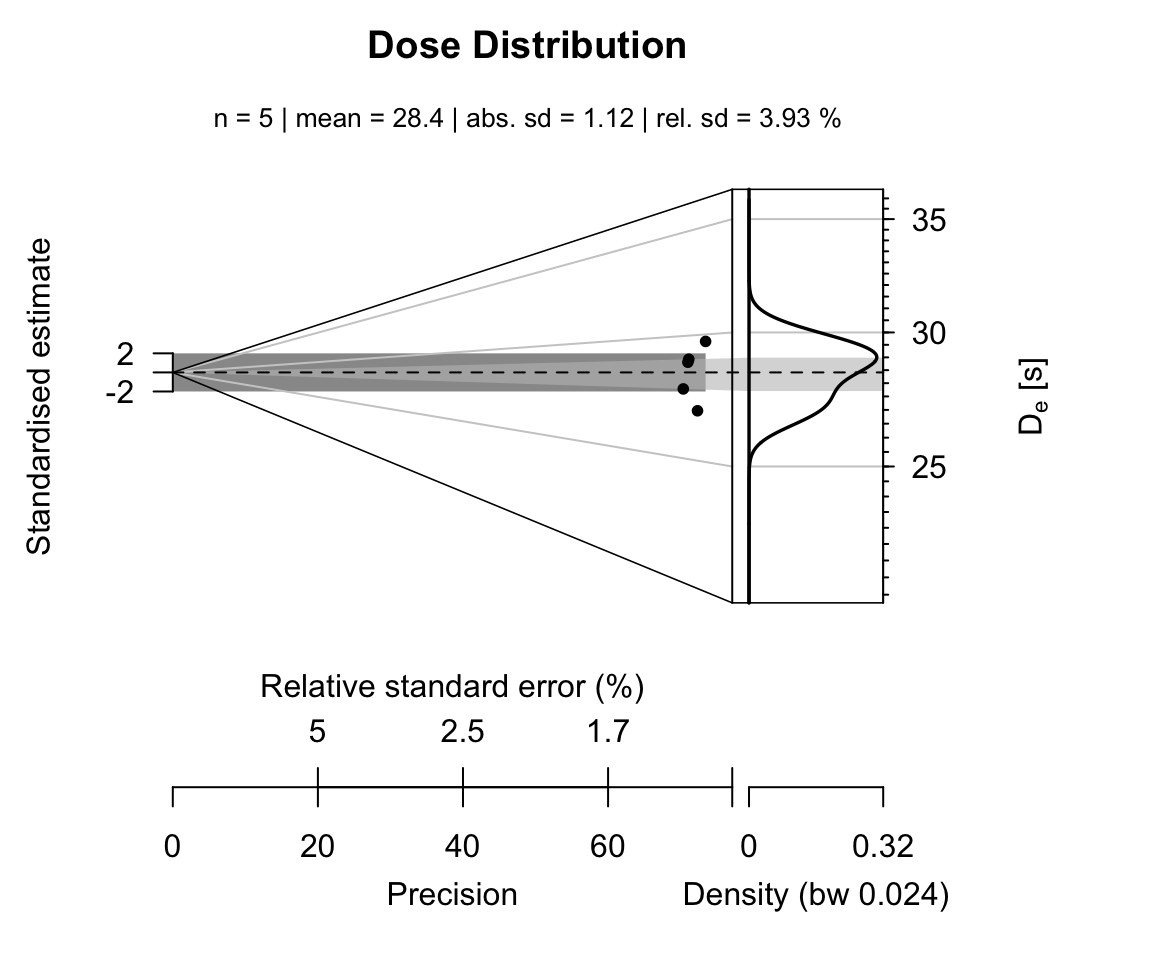 Dose Distribution
n = 5 | mean = 28.4 | abs. sd = 1.12 | rel. sd = 3.93 %
Standardised estimate
2
-2
35
30
25
De [s]
Relative standard error (%)
5 2.5 1.7
0 20 40 60 0 0.32
Precision Density (bw 0.024)